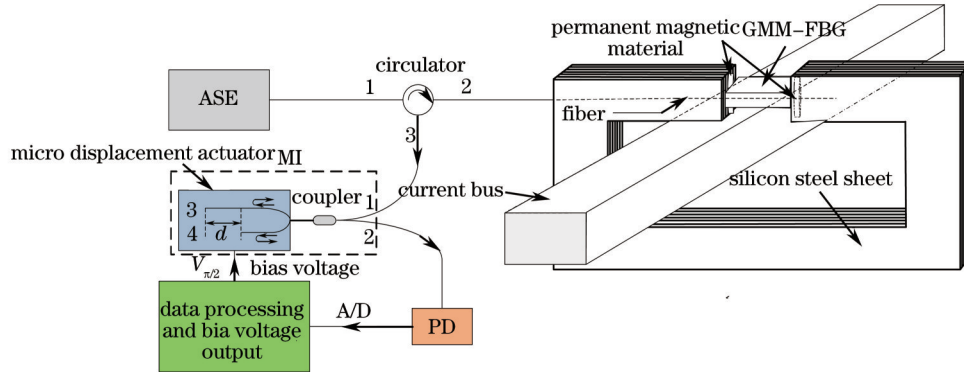 permanent magnetic GMM-FBG
material
circulator
ASE
1
2
3
fiber
micro displacement actuator MI
coupler
1
2
3
4
d
current bus
silicon steel sheet
Vπ/2
bias voltage
data processing
and bia voltage
output
A/D
PD